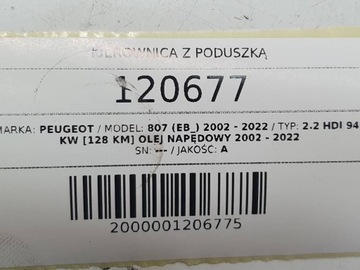 KIEROWNICA Z PODUSZKĄ
120677
MARKA: PEUGEOT / MODEL: 807 (EB_) 2002 - 2022 / TYP: 2.2 HDI 94
KW [128 KM] OLEJ NAPĘDOWY 2002 - 2022
SN: --- / JAKOŚC: A
2000001206775